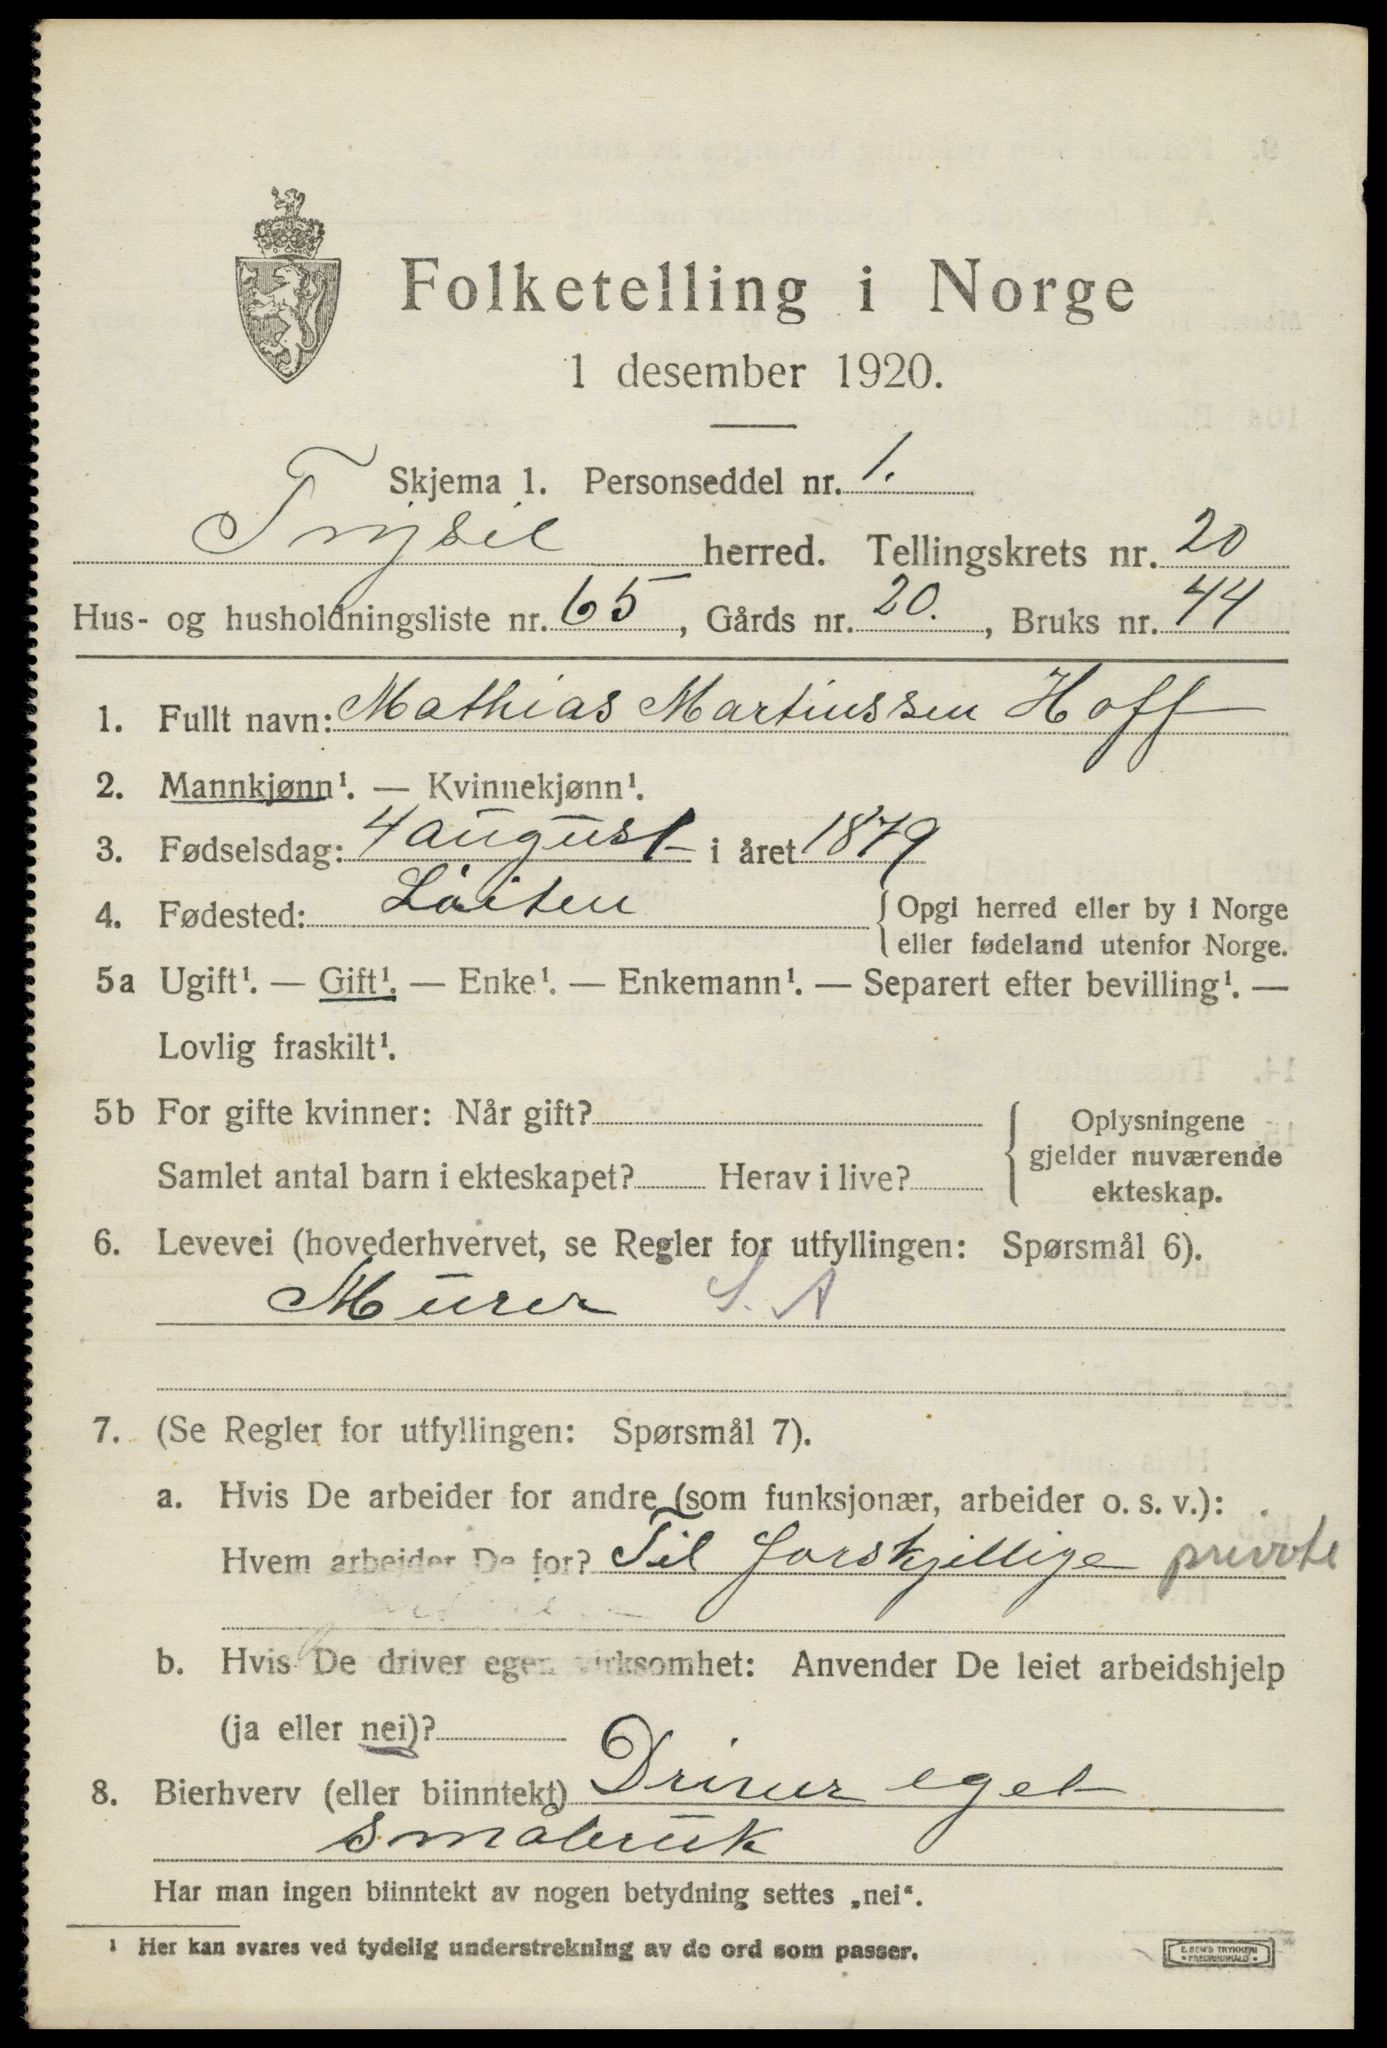 Folketelling i Norge
1 desember 1920.
Skjema 1. Personseddel nr. 1.
Trysil herred. Tellingskrets nr. 20
Hus- og husholdningsliste nr. 65, Gårds nr. 20., Bruks nr. 44
1. Fullt navn: Mathias Martinssen Hoff
2. Mannkjønn¹. — Kvinnekjønn¹.
3. Fødselsdag: 4 august i året 1879
4. Fødested: Løiten { Opgi herred eller by i Norge
eller fødeland utenfor Norge.
5a Ugift¹. — Gift¹. — Enke¹. — Enkemann¹. — Separert efter bevilling¹. —
Lovlig fraskilt¹.
5b For gifte kvinner: Når gift?
Samlet antal barn i ekteskapet? Herav i live?
{ Oplysningene
gjelder nuværende
ekteskap.
6. Levevei (hovederhvervet, se Regler for utfyllingen: Spørsmål 6).
Murer S. A
7. (Se Regler for utfyllingen: Spørsmål 7).
a. Hvis De arbeider for andre (som funksjonær, arbeider o. s. v.):
Hvem arbeider De for? Til forskjellige private
b. Hvis De driver egen virksomhet: Anvender De leiet arbeidshjelp
(ja eller nei)?
8. Bierhverv (eller biinntekt) Driver eget
småbruk
Har man ingen biinntekt av nogen betydning settes „nei“.
¹ Her kan svares ved tydelig understrekning av de ord som passer.
E. SEM'S TRYKKERI
FREDRIKSHALD